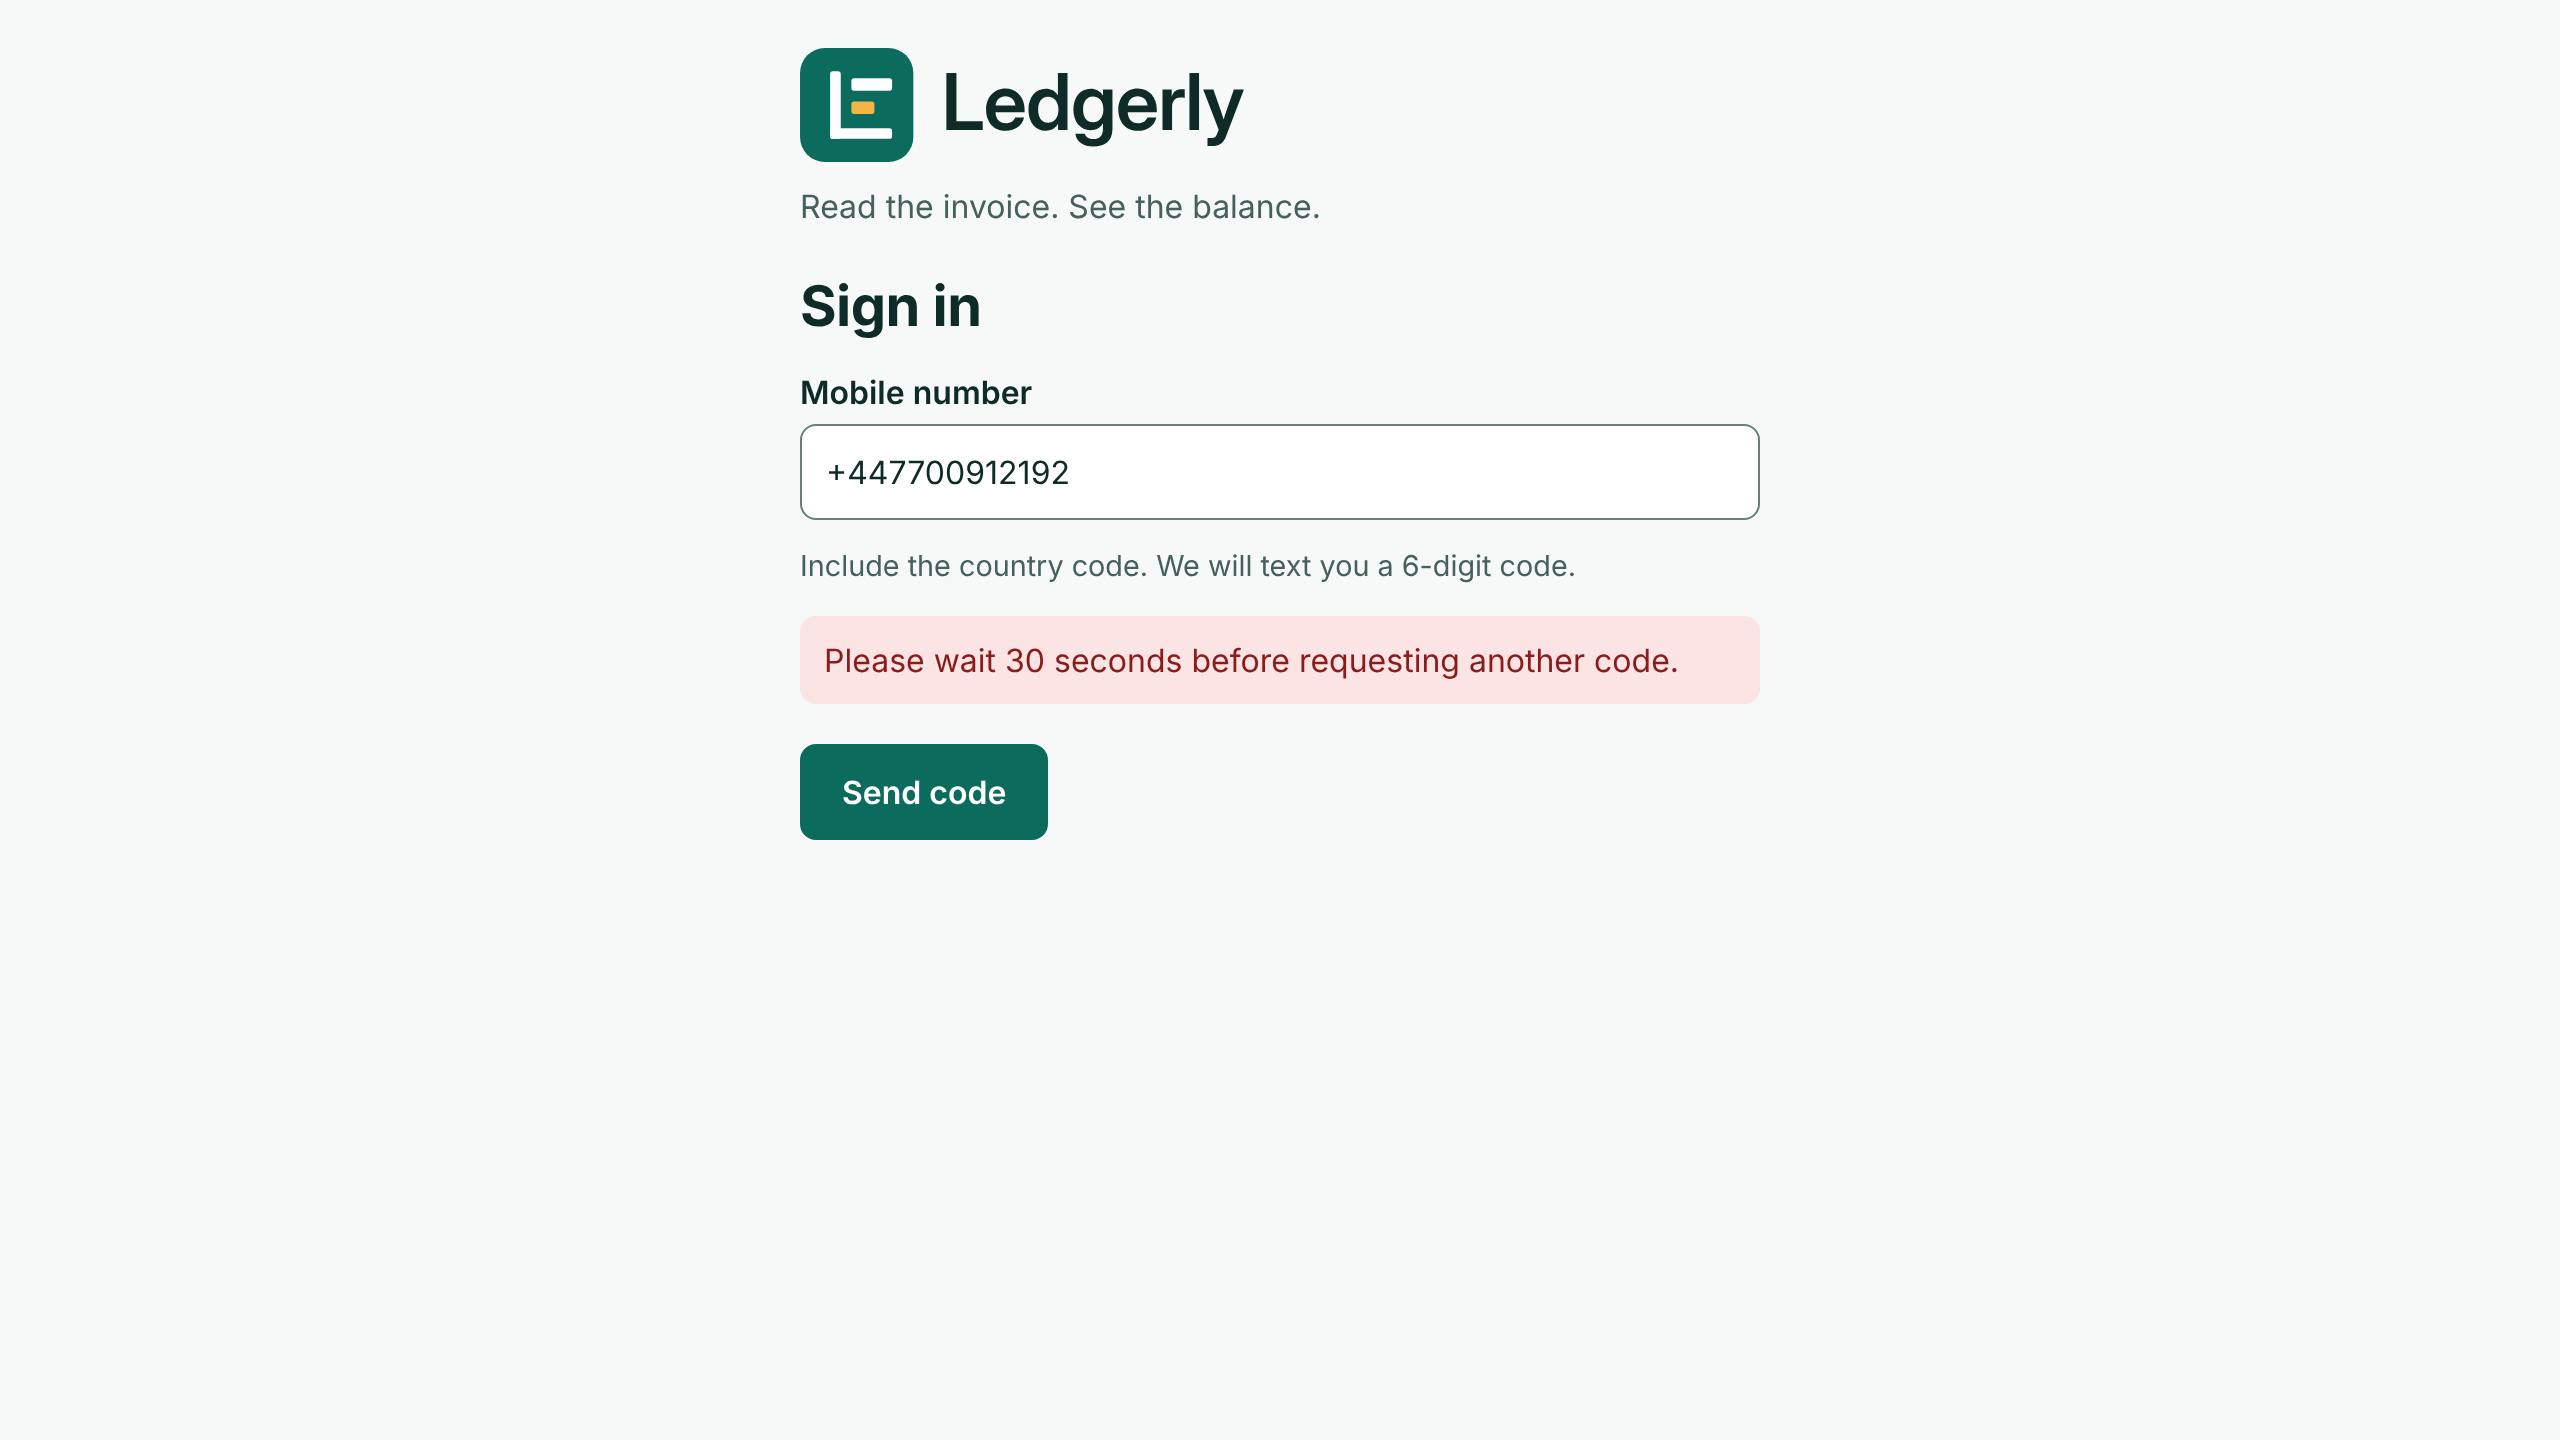 Ledgerly
Read the invoice. See the balance.
Sign in
Mobile number
+447700912192
Include the country code. We will text you a 6-digit code.
Please wait 30 seconds before requesting another code.
Send code